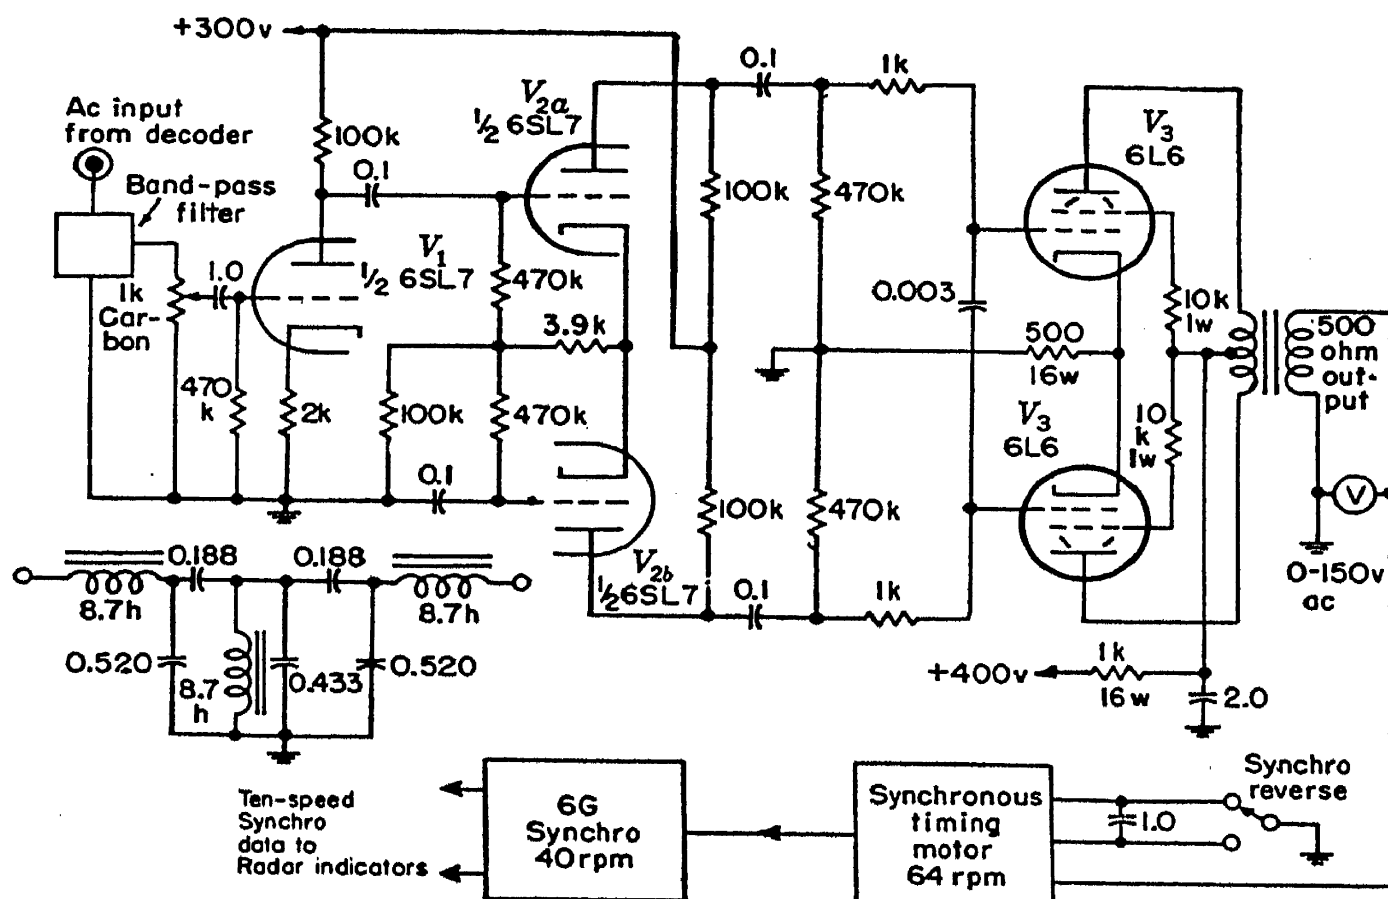 +300v
Ac input
from decoder
Band-pass
filter
1k
Car-
bon
1.0
470
k
2k
100k
0.1
V1
½ 6SL7
V2a
½ 6SL7
470k
3.9k
100k
470k
0.1
V2b
½6SL7
100k
470k
100k
470k
0.1
1k
0.1
1k
0.003
500
16w
V3
6L6
V3
6L6
10k
1w
10
k
1w
500
ohm
out-
put
V
0-150v
ac
+400v
1k
16w
2.0
0.188
0.188
8.7h
8.7h
0.520
8.7
h
0.433
0.520
Ten-speed
Synchro
data to
Radar indicators
6G
Synchro
40rpm
Synchronous
timing
motor
64 rpm
1.0
Synchro
reverse